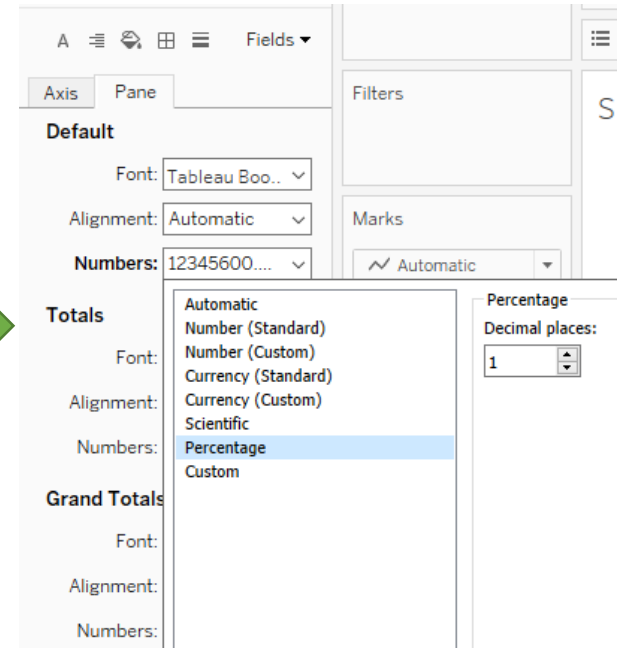 A Fields
Axis Pane
Filters
S
Default
Font: Tableau Boo..
Alignment: Automatic
Marks
Numbers: 12345600....
Automatic
Automatic
Number (Standard)
Number (Custom)
Currency (Standard)
Currency (Custom)
Scientific
Percentage
Custom
Percentage
Decimal places:
1
Totals
Font:
Alignment:
Numbers:
Grand Totals
Font:
Alignment:
Numbers: